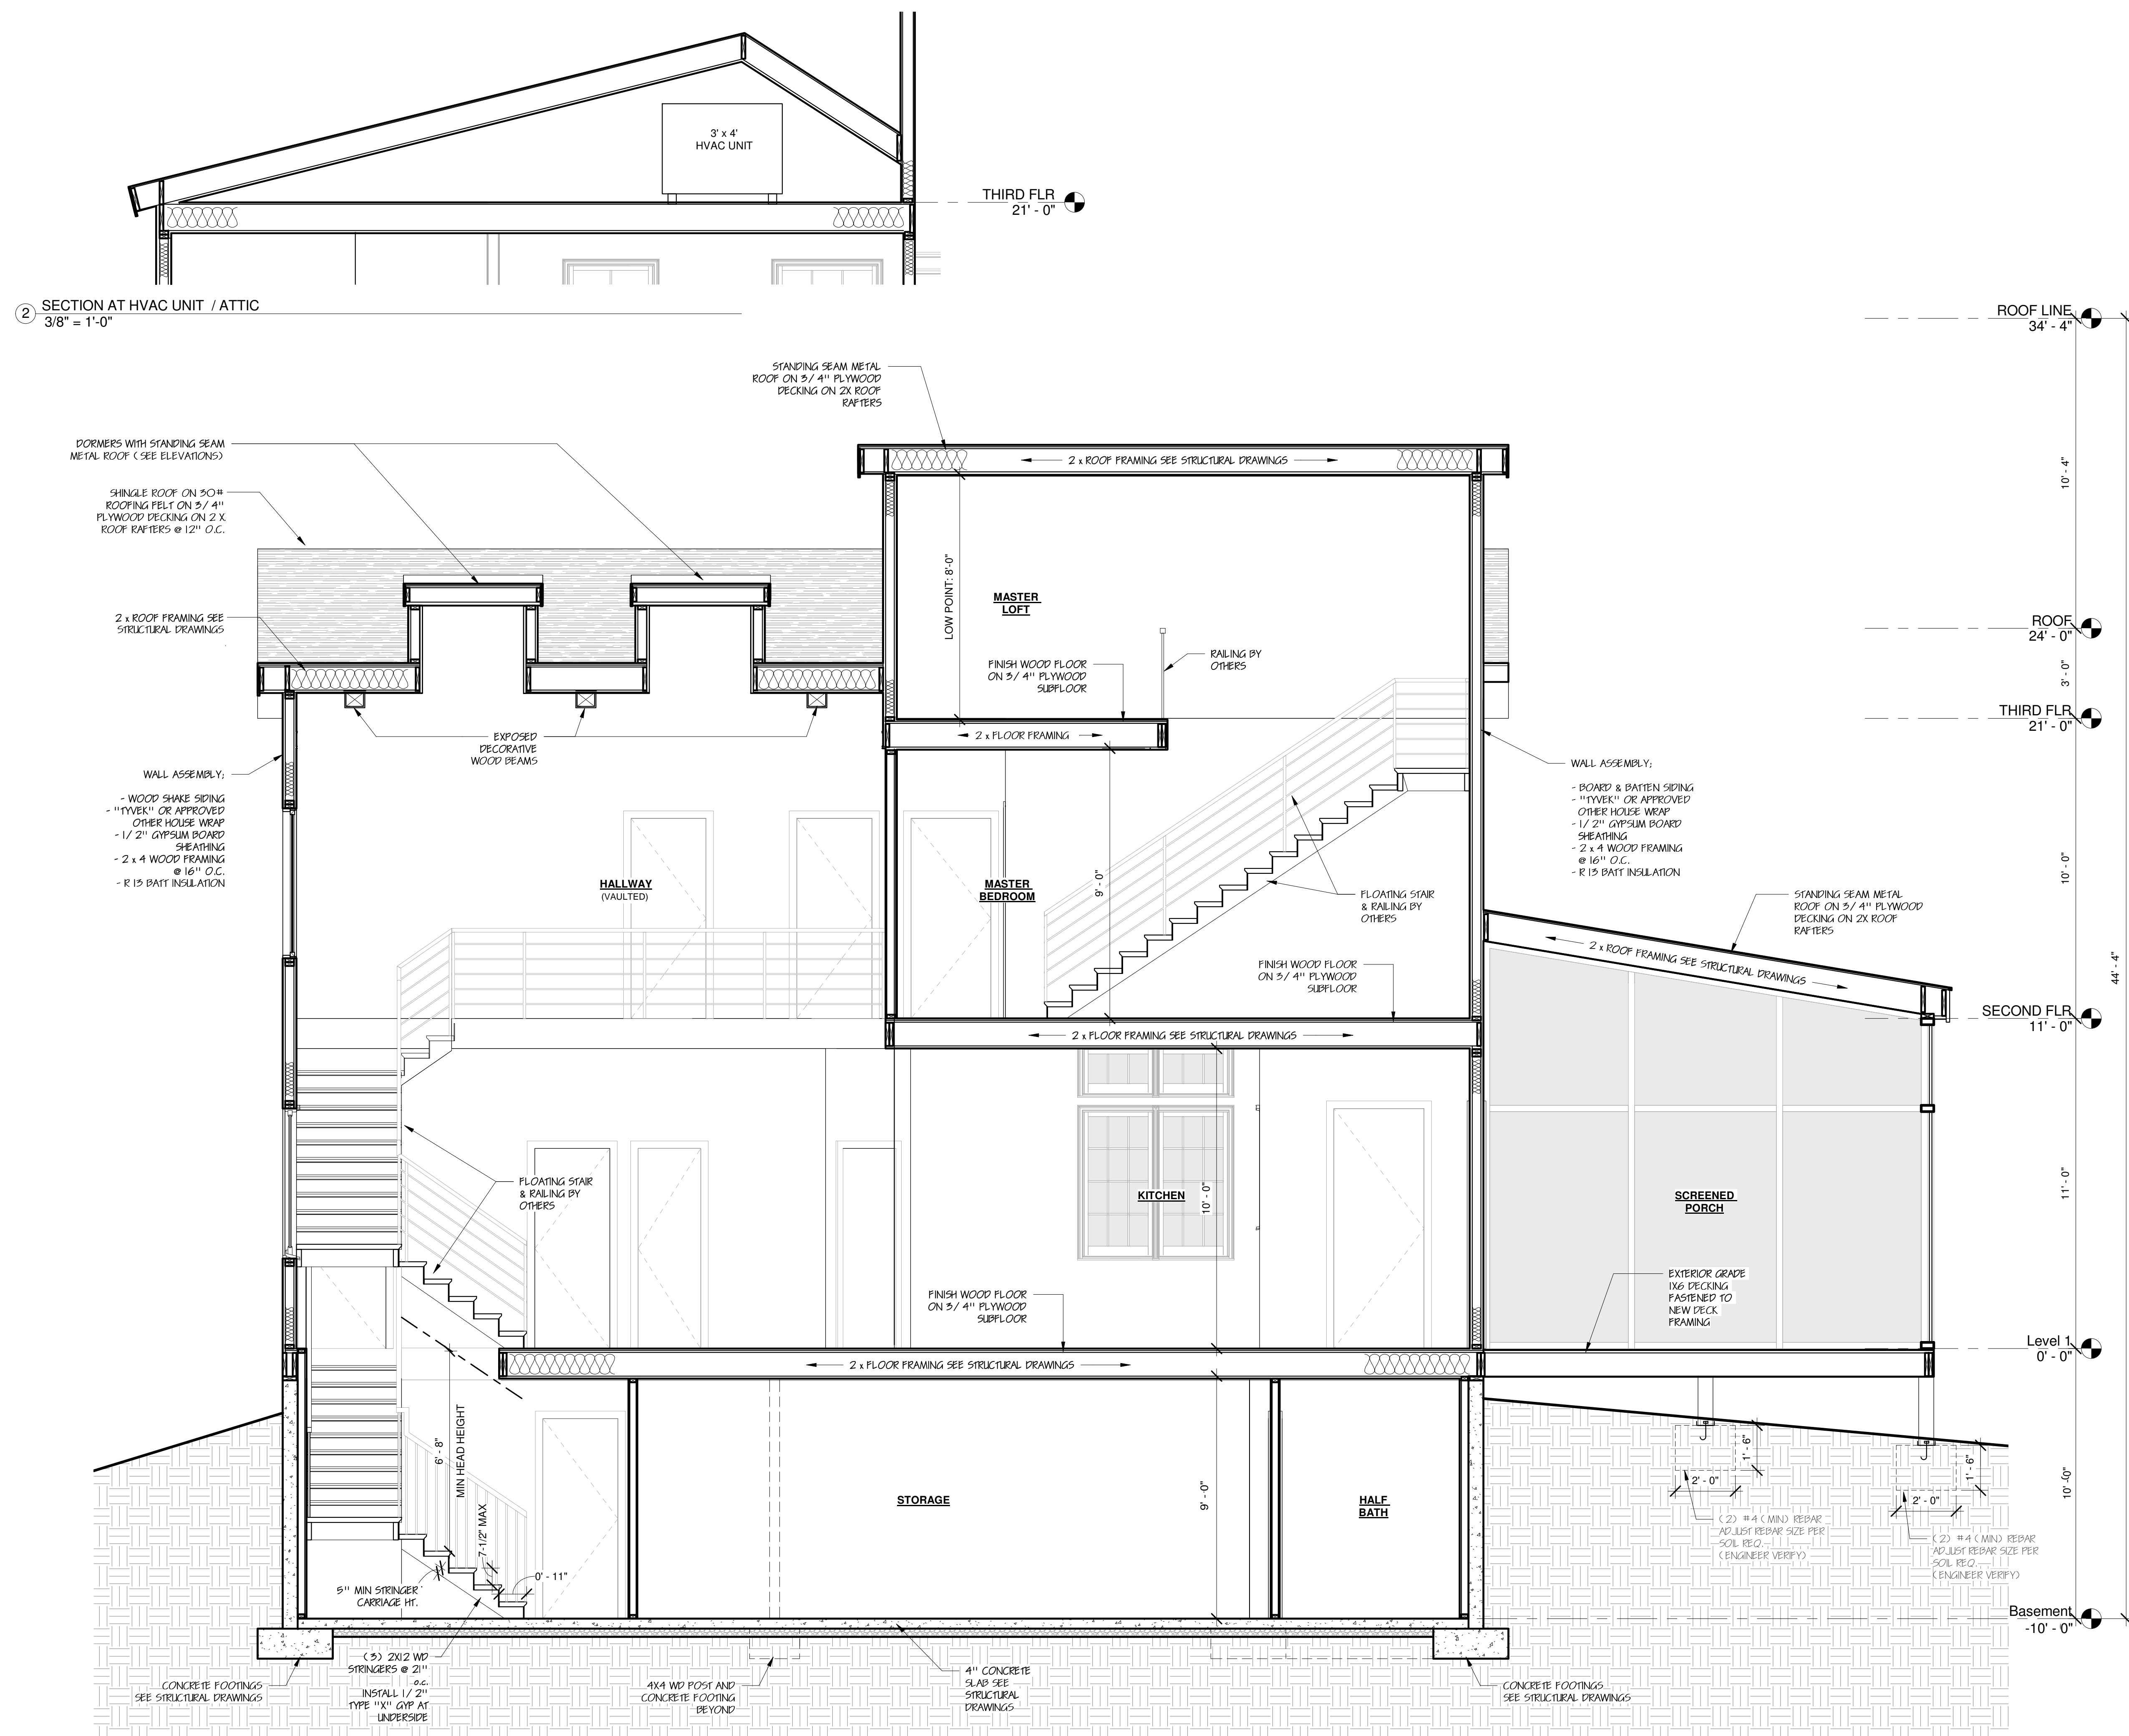 3' x 4'
HVAC UNIT
THIRD FLR
21' - 0"
2
SECTION AT HVAC UNIT / ATTIC
3/8" = 1'-0"
ROOF LINE
34' - 4"
STANDING SEAM METAL
ROOF ON 3/4" PLYWOOD
DECKING ON 2X ROOF
RAFTERS
DORMERS WITH STANDING SEAM
METAL ROOF (SEE ELEVATIONS)
2 x ROOF FRAMING SEE STRUCTURAL DRAWINGS
10' - 4"
SHINGLE ROOF ON 30#
ROOFING FELT ON 3/4"
PLYWOOD DECKING ON 2 X
ROOF RAFTERS @ 12" O.C.
LOW POINT: 8'-0"
MASTER
LOFT
2 x ROOF FRAMING SEE
STRUCTURAL DRAWINGS
ROOF
24' - 0"
RAILING BY
OTHERS
FINISH WOOD FLOOR
ON 3/4" PLYWOOD
SUBFLOOR
3' - 0"
THIRD FLR
21' - 0"
EXPOSED
DECORATIVE
WOOD BEAMS
2 x FLOOR FRAMING
WALL ASSEMBLY;
- WOOD SHAKE SIDING
- "TYVEK" OR APPROVED
OTHER HOUSE WRAP
- 1/2" GYPSUM BOARD
SHEATHING
- 2 x 4 WOOD FRAMING
@ 16" O.C.
- R 13 BATT INSULATION
WALL ASSEMBLY;
- BOARD & BATTEN SIDING
- "TYVEK" OR APPROVED
OTHER HOUSE WRAP
- 1/2" GYPSUM BOARD
SHEATHING
- 2 x 4 WOOD FRAMING
@ 16" O.C.
- R 13 BATT INSULATION
HALLWAY
(VAULTED)
MASTER
BEDROOM
9' - 0"
FLOATING STAIR
& RAILING BY
OTHERS
STANDING SEAM METAL
ROOF ON 3/4" PLYWOOD
DECKING ON 2X ROOF
RAFTERS
10' - 0"
2 x ROOF FRAMING SEE STRUCTURAL DRAWINGS
FINISH WOOD FLOOR
ON 3/4" PLYWOOD
SUBFLOOR
44' - 4"
SECOND FLR
11' - 0"
2 x FLOOR FRAMING SEE STRUCTURAL DRAWINGS
FLOATING STAIR
& RAILING BY
OTHERS
KITCHEN
10' - 0"
SCREENED
PORCH
11' - 0"
EXTERIOR GRADE
1X6 DECKING
FASTENED TO
NEW DECK
FRAMING
FINISH WOOD FLOOR
ON 3/4" PLYWOOD
SUBFLOOR
Level 1
0' - 0"
2 x FLOOR FRAMING SEE STRUCTURAL DRAWINGS
6' - 8"
MIN HEAD HEIGHT
7-1/2" MAX
0' - 11"
STORAGE
9' - 0"
HALF
BATH
1' - 6"
2' - 0"
1' - 6"
2' - 0"
10' - 0"
(2) #4 (MIN) REBAR
ADJUST REBAR SIZE PER
SOIL REQ.
(ENGINEER VERIFY)
(2) #4 (MIN) REBAR
ADJUST REBAR SIZE PER
SOIL REQ.
(ENGINEER VERIFY)
5" MIN STRINGER
CARRIAGE HT.
Basement
-10' - 0"
CONCRETE FOOTINGS
SEE STRUCTURAL DRAWINGS
(3) 2X12 WD
STRINGERS @ 21"
o.c.
INSTALL 1/2"
TYPE "X" GYP AT
UNDERSIDE
4X4 WD POST AND
CONCRETE FOOTING
BEYOND
4" CONCRETE
SLAB SEE
STRUCTURAL
DRAWINGS
CONCRETE FOOTINGS
SEE STRUCTURAL DRAWINGS